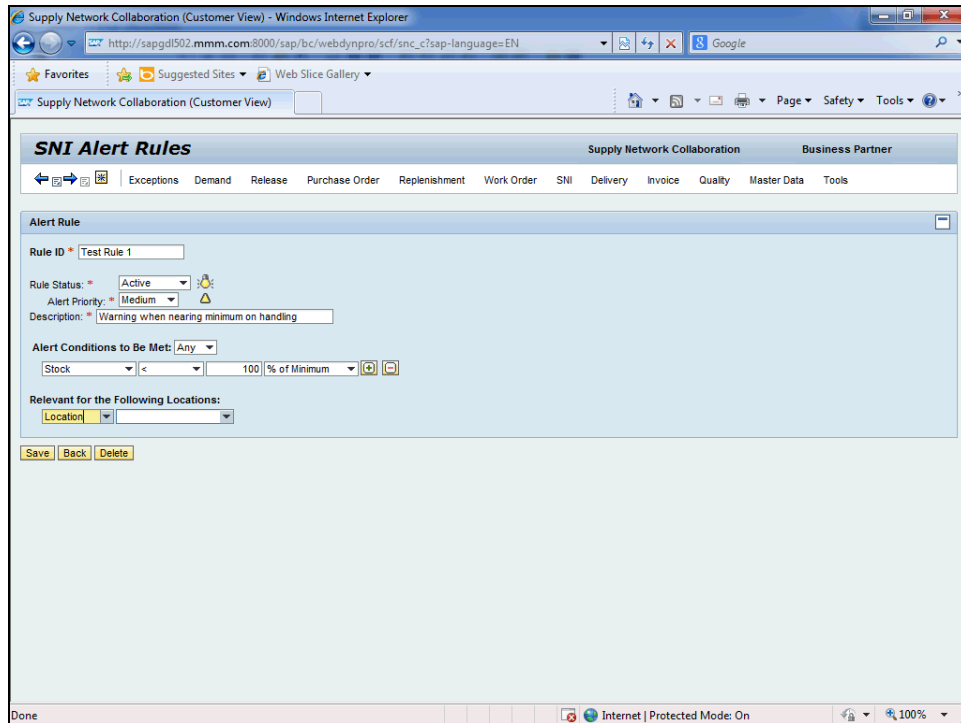 Supply Network Collaboration (Customer View) - Windows Internet Explorer
http://sapgdl502.mmm.com:8000/sap/bc/webdynpro/scf/snc_c?sap-language=EN
Google
Favorites Suggested Sites Web Slice Gallery
Supply Network Collaboration (Customer View) Page Safety Tools
SNI Alert Rules Supply Network Collaboration Business Partner
Exceptions Demand Release Purchase Order Replenishment Work Order SNI Delivery Invoice Quality Master Data Tools
Alert Rule
Rule ID * Test Rule 1
Rule Status: * Active
Alert Priority: * Medium
Description: * Warning when nearing minimum on handling
Alert Conditions to Be Met: Any
Stock < 100 % of Minimum
Relevant for the Following Locations:
Location
Save Back Delete
Done Internet | Protected Mode: On 100%